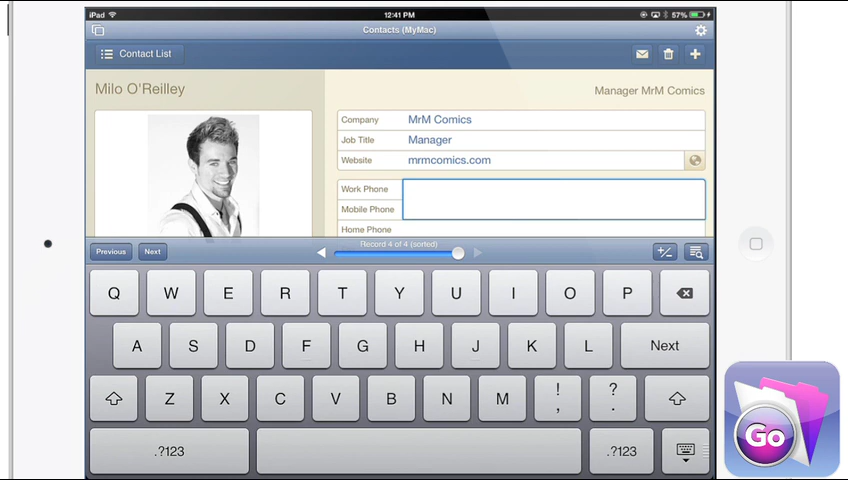 iPad 12:41 PM 57%
Contacts (MyMac)
Contact List
Milo O'Reilley
Manager MrM Comics
Company MrM Comics
Job Title Manager
Website mrmcomics.com
Work Phone
Mobile Phone
Home Phone
Previous Next Record 4 of 4 (sorted) +/-
Q W E R T Y U I O P
A S D F G H J K L Next
Z X C V B N M ! , ? .
.?123 .?123
Go